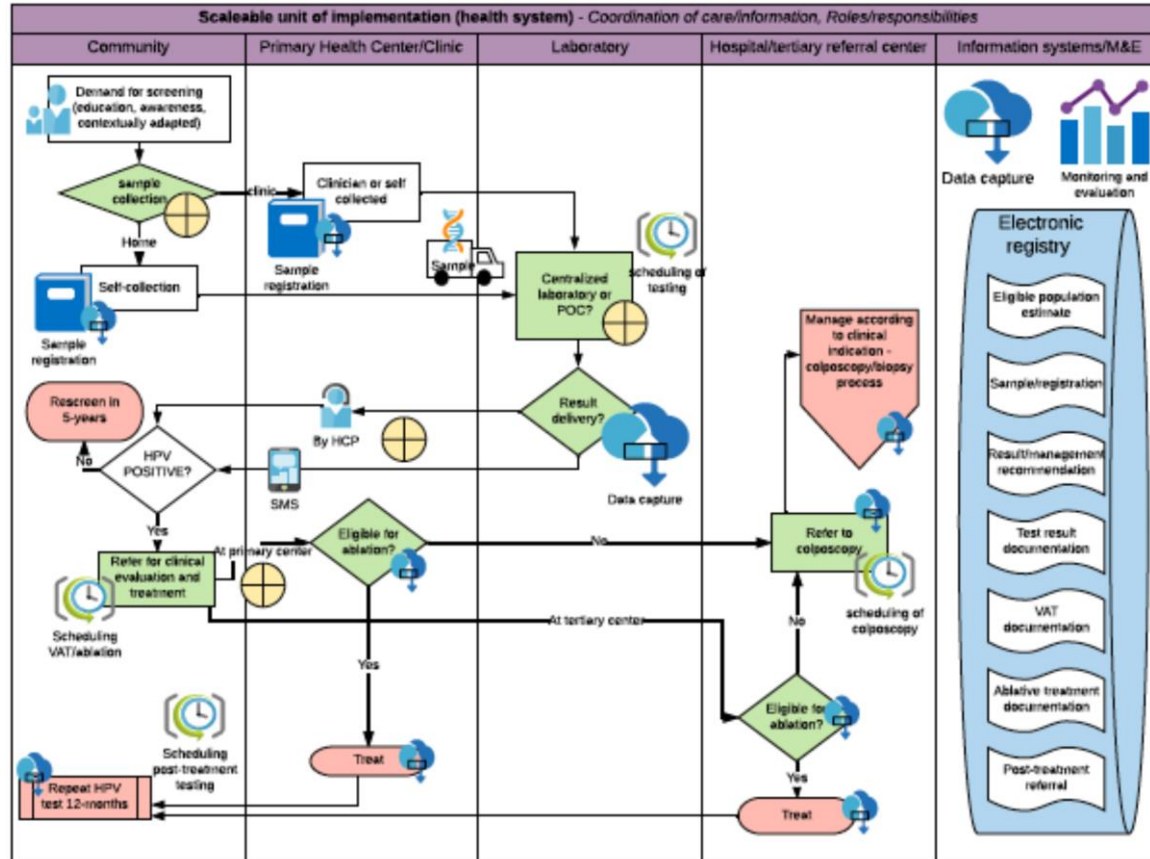 Scaleable unit of implementation (health system) - Coordination of care/information, Roles/responsibilities
Community
Primary Health Center/Clinic
Laboratory
Hospital/tertiary referral center
Information systems/M&E
Demand for screening
(education, awareness,
contextually adapted)
sample
collection
clinic
Home
Self-collection
Sample
registration
Clinician or self
collected
Sample
registration
Sample
Centralized
laboratory or
POC?
scheduling of
testing
Result
delivery?
Data capture
By HCP
SMS
Rescreen in
5-years
HPV
POSITIVE?
No
Yes
Refer for clinical
evaluation and
treatment
Scheduling
VAT/ablation
At primary center
Eligible for
ablation?
No
Yes
At tertiary center
Manage according
to clinical
indication -
colposcopy/biopsy
process
Refer to
colposcopy
scheduling of
colposcopy
No
Eligible for
ablation?
Yes
Treat
Treat
Scheduling
post-treatment
testing
Repeat HPV
test 12-months
Data capture
Monitoring and
evaluation
Electronic
registry
Eligible population
estimate
Sample/registration
Result/management
recommendation
Test result
documentation
VAT
documentation
Ablative treatment
documentation
Post-treatment
referral